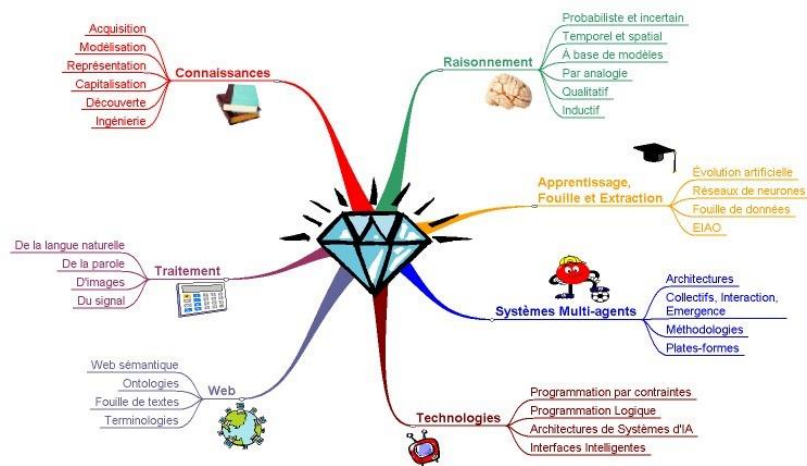 Connaissances
Acquisition
Modélisation
Représentation
Capitalisation
Découverte
Ingénierie
Raisonnement
Probabiliste et incertain
Temporel et spatial
À base de modèles
Par analogie
Qualitatif
Inductif
Apprentissage,
Fouille et Extraction
Évolution artificielle
Réseaux de neurones
Fouille de données
EIAO
Systèmes Multi-agents
Architectures
Collectifs, Interaction,
Emergence
Méthodologies
Plates-formes
Technologies
Programmation par contraintes
Programmation Logique
Architectures de Systèmes d'IA
Interfaces Intelligentes
Web
Web sémantique
Ontologies
Fouille de textes
Terminologies
Traitement
De la langue naturelle
De la parole
D'images
Du signal